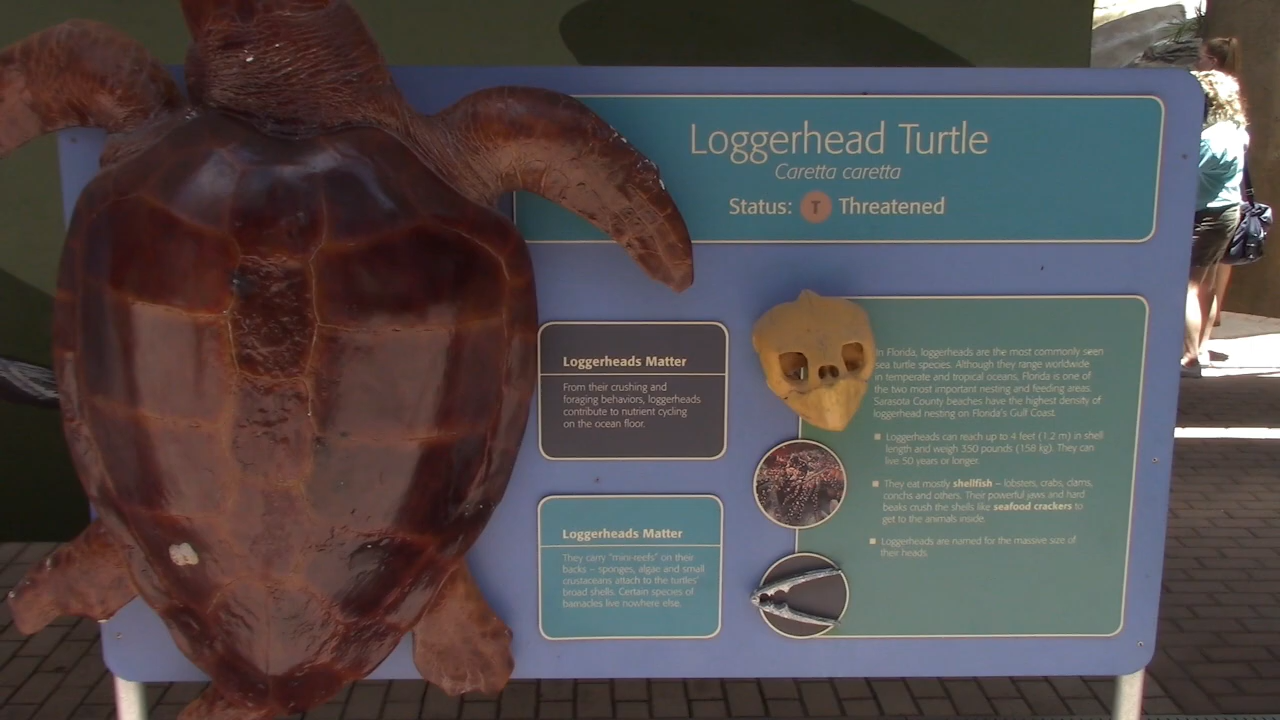 Loggerhead Turtle
Caretta caretta
Status: T Threatened
Loggerheads Matter
From their crushing and
foraging behaviors, loggerheads
contribute to nutrient cycling
on the ocean floor.
Loggerheads Matter
They carry “mini-reefs” on their
backs – sponges, algae and small
crustaceans attach to the turtles'
broad shells. Certain species of
barnacles live nowhere else.
In Florida, loggerheads are the most commonly seen
sea turtle species. Although they range worldwide
in temperate and tropical oceans, Florida is one of
the two most important nesting and feeding areas.
Sarasota County beaches have the highest density of
loggerhead nesting on Florida's Gulf Coast.
■ Loggerheads can reach up to 4 feet (1.2 m) in shell
length and weigh 350 pounds (158 kg). They can
live 50 years or longer.
■ They eat mostly shellfish – lobsters, crabs, clams,
conchs and others. Their powerful jaws and hard
beaks crush the shells like seafood crackers to
get to the animals inside.
■ Loggerheads are named for the massive size of
their heads.